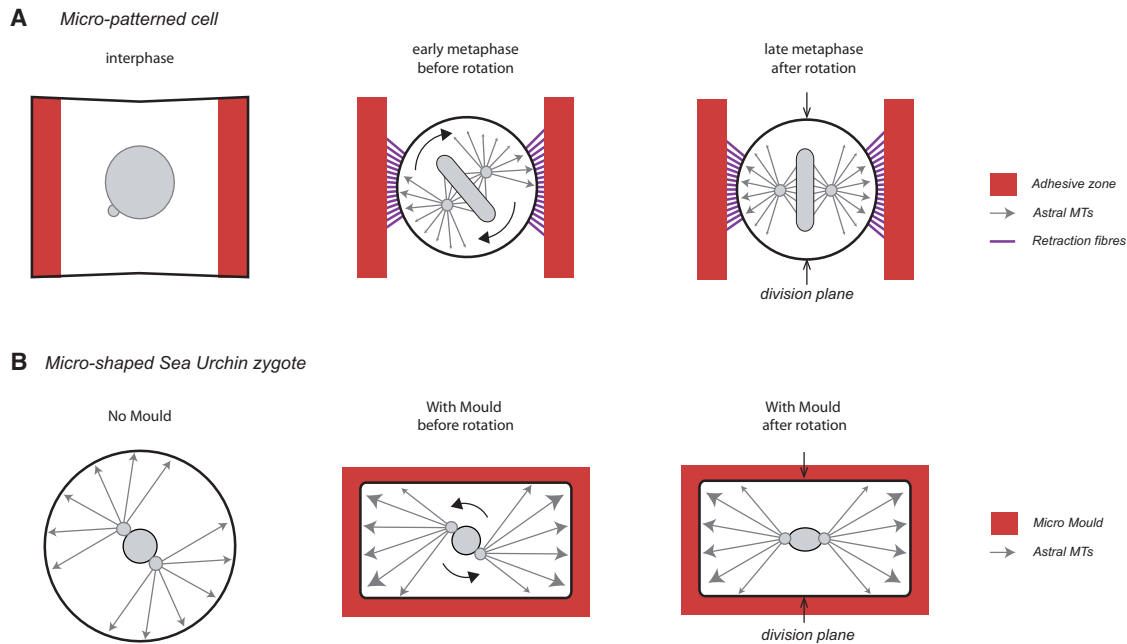 A Micro-patterned cell
interphase
early metaphase
before rotation
late metaphase
after rotation
Adhesive zone
Astral MTs
Retraction fibres
division plane
B Micro-shaped Sea Urchin zygote
No Mould
With Mould
before rotation
With Mould
after rotation
Micro Mould
Astral MTs
division plane